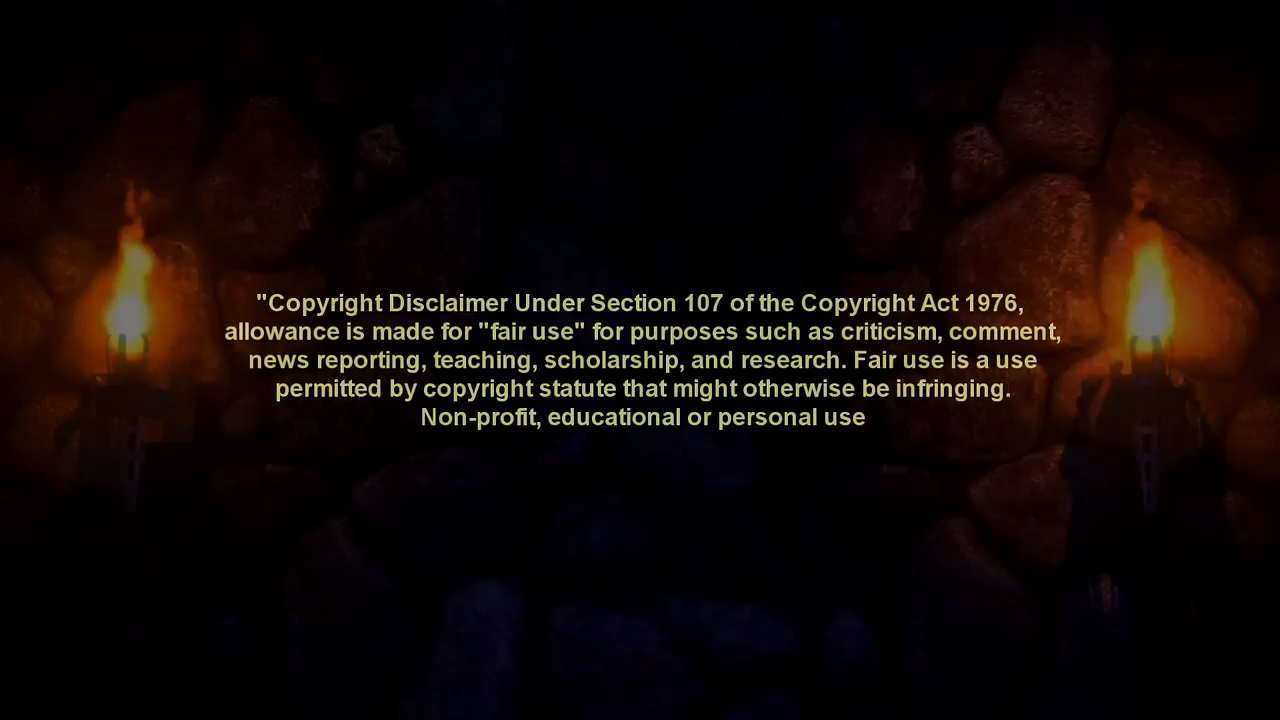 "Copyright Disclaimer Under Section 107 of the Copyright Act 1976,
allowance is made for "fair use" for purposes such as criticism, comment,
news reporting, teaching, scholarship, and research. Fair use is a use
permitted by copyright statute that might otherwise be infringing.
Non-profit, educational or personal use